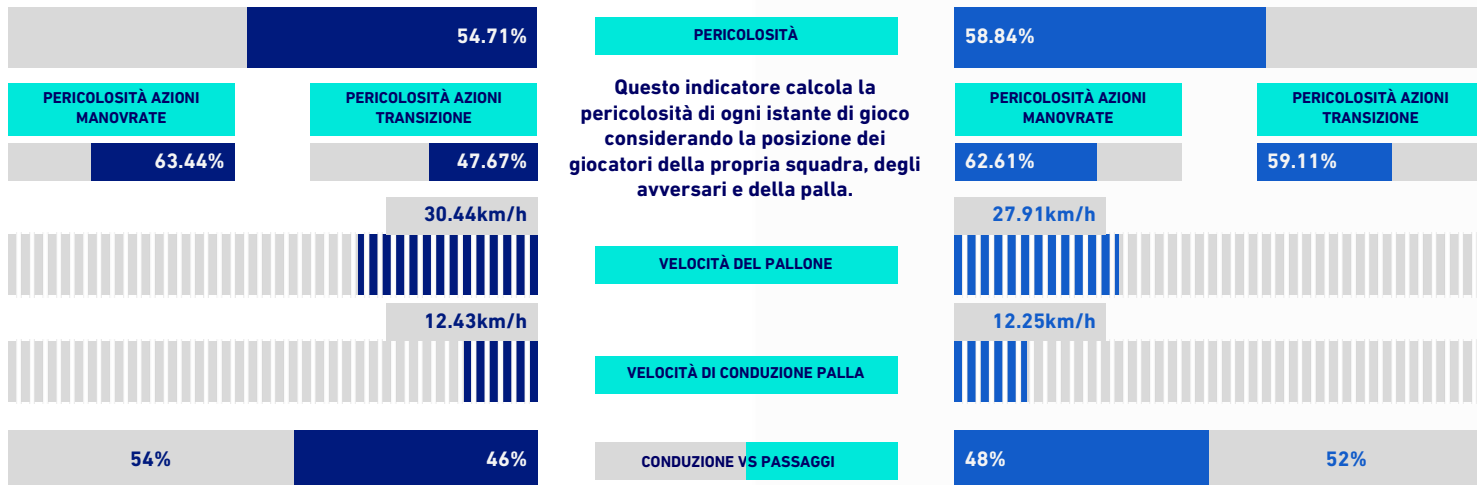 54.71%
PERICOLOSITÀ
58.84%
PERICOLOSITÀ AZIONI
MANOVRATE
63.44%
PERICOLOSITÀ AZIONI
TRANSIZIONE
47.67%
Questo indicatore calcola la
pericolosità di ogni istante di gioco
considerando la posizione dei
giocatori della propria squadra, degli
avversari e della palla.
PERICOLOSITÀ AZIONI
MANOVRATE
62.61%
PERICOLOSITÀ AZIONI
TRANSIZIONE
59.11%
30.44km/h
VELOCITÀ DEL PALLONE
27.91km/h
12.43km/h
VELOCITÀ DI CONDUZIONE PALLA
12.25km/h
54%
46%
CONDUZIONE VS PASSAGGI
48%
52%